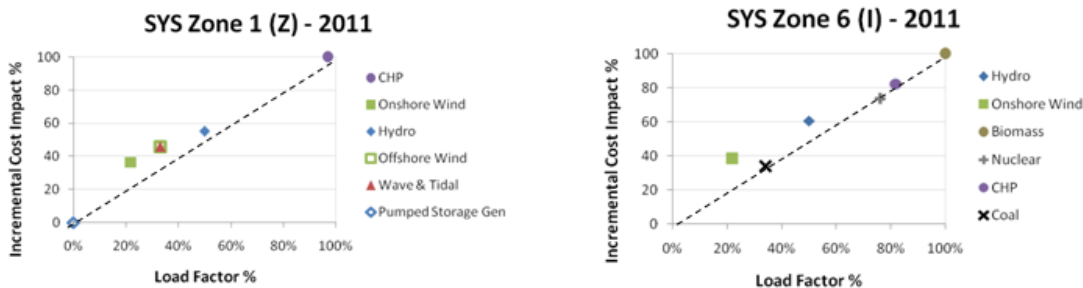 SYS Zone 1 (Z) - 2011
Incremental Cost Impact %
100
80
60
40
20
0
0%
20%
40%
60%
80%
100%
Load Factor %
CHP
Onshore Wind
Hydro
Offshore Wind
Wave & Tidal
Pumped Storage Gen
SYS Zone 6 (I) - 2011
Incremental Cost Impact %
100
80
60
40
20
0
0%
20%
40%
60%
80%
100%
Load Factor %
Hydro
Onshore Wind
Biomass
Nuclear
CHP
Coal